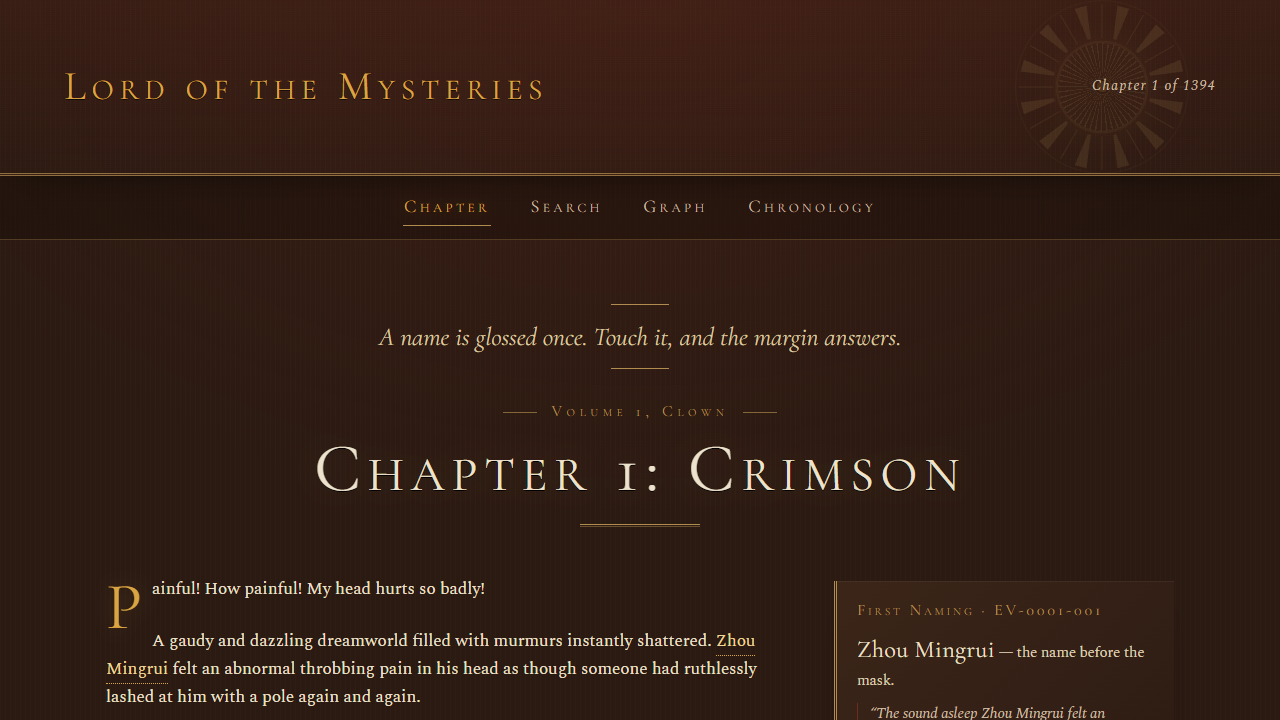 Lord of the Mysteries
Chapter 1 of 1394
Chapter Search Graph Chronology
A name is glossed once. Touch it, and the margin answers.
Volume 1, Clown
Chapter 1: Crimson
Painful! How painful! My head hurts so badly!
A gaudy and dazzling dreamworld filled with murmurs instantly shattered. Zhou
Mingrui felt an abnormal throbbing pain in his head as though someone had ruthlessly
lashed at him with a pole again and again.
First Naming · EV-0001-001
Zhou Mingrui — the name before the
mask.
“The sound asleep Zhou Mingrui felt an